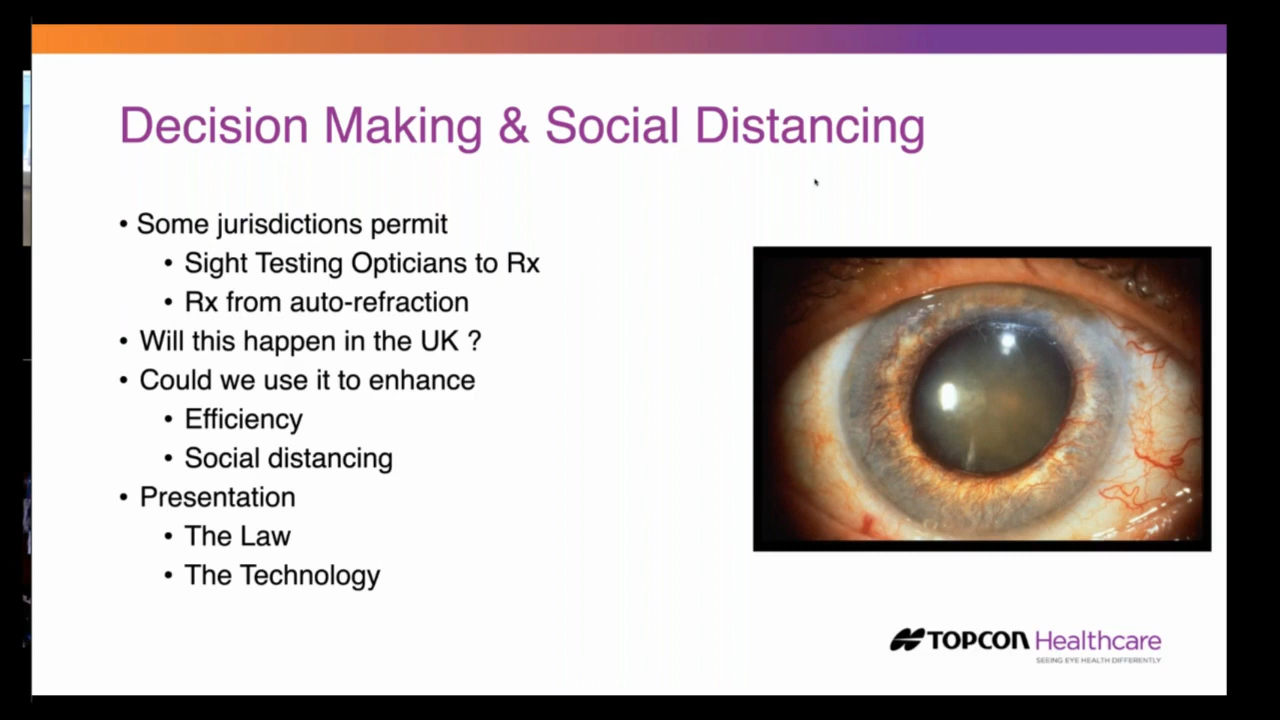 Decision Making & Social Distancing
• Some jurisdictions permit
• Sight Testing Opticians to Rx
• Rx from auto-refraction
• Will this happen in the UK ?
• Could we use it to enhance
• Efficiency
• Social distancing
• Presentation
• The Law
• The Technology
TOPCON Healthcare
SEEING EYE HEALTH DIFFERENTLY